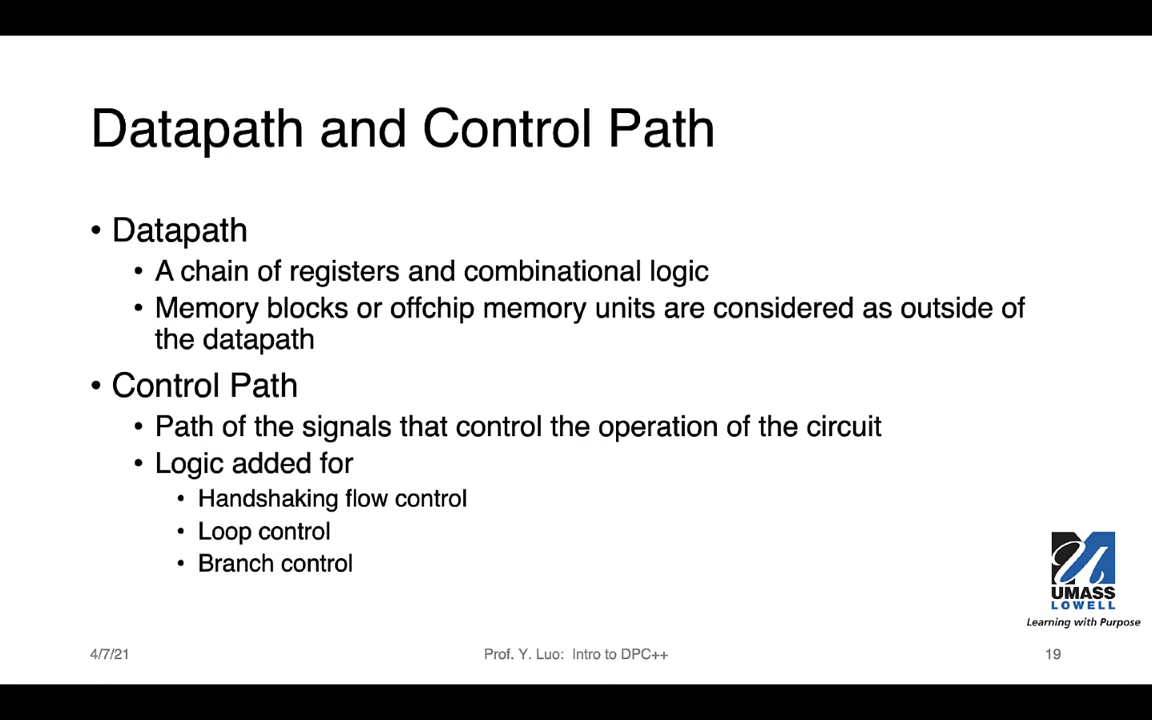 Datapath and Control Path
• Datapath
• A chain of registers and combinational logic
• Memory blocks or offchip memory units are considered as outside of
the datapath
• Control Path
• Path of the signals that control the operation of the circuit
• Logic added for
• Handshaking flow control
• Loop control
• Branch control
UMASS
LOWELL
Learning with Purpose
4/7/21 Prof. Y. Luo: Intro to DPC++ 19